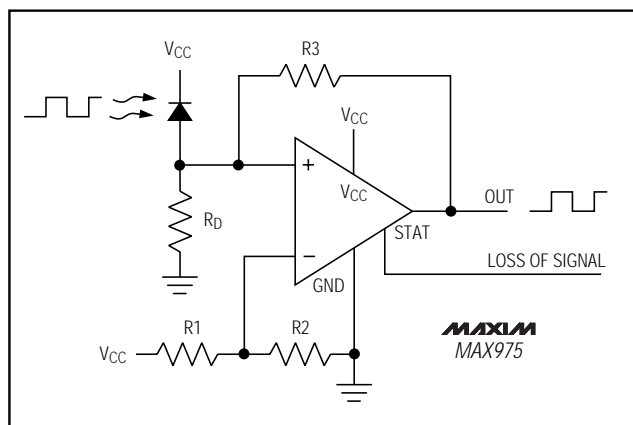 R3
VCC
VCC
+
VCC
OUT
RD
STAT
−
LOSS OF SIGNAL
GND
R1
R2
VCC
MAXIM
MAX975